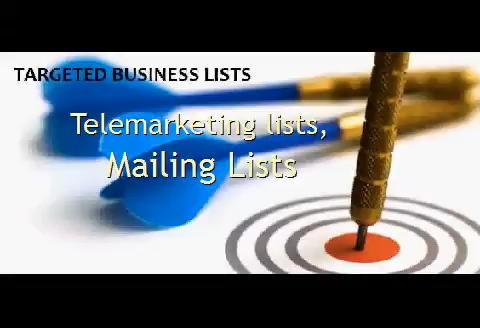 TARGETED BUSINESS LISTS
Telemarketing lists,
Mailing Lists